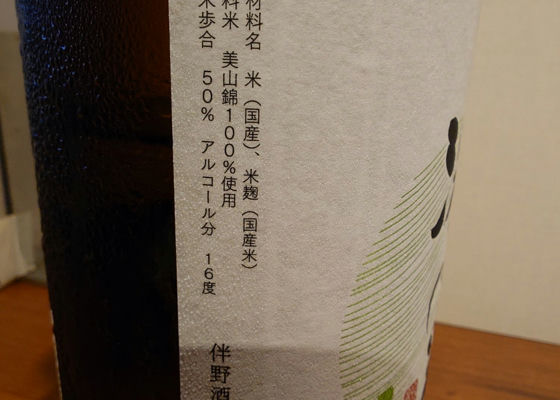 材料名 米（国産）、米麹（国産米）
料米 美山錦１００％使用
米歩合 ５０％ アルコール分 １６度
伴野酒